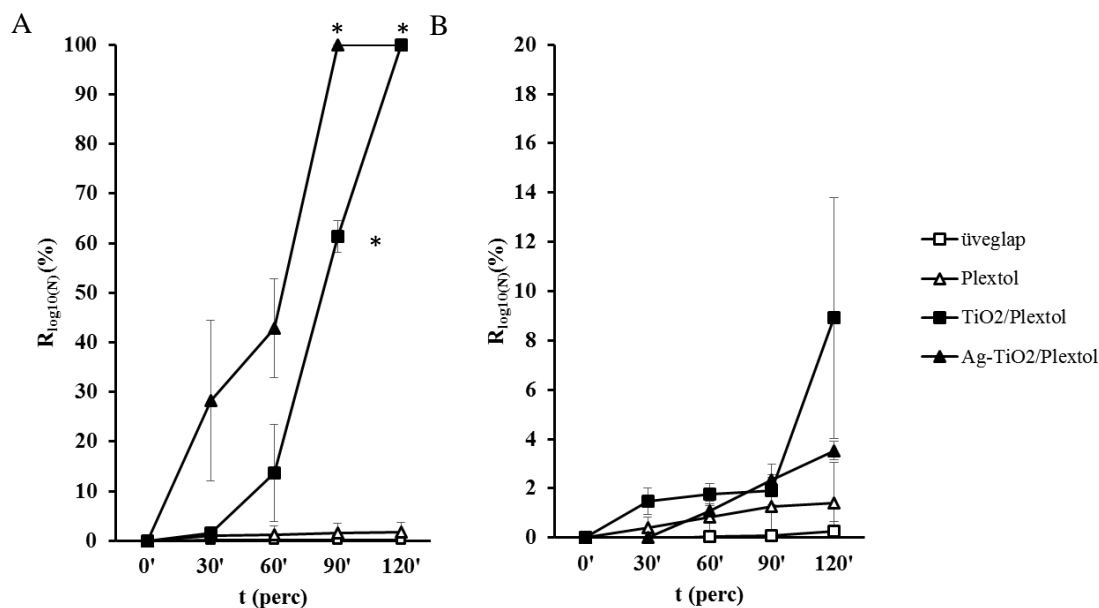 A
B
* *
*
R_log10(N)(%)
100
90
80
70
60
50
40
30
20
10
0
0' 30' 60' 90' 120'
t (perc)
R_log10(N)(%)
20
18
16
14
12
10
8
6
4
2
0
0' 30' 60' 90' 120'
t (perc)
üveglap
Plextol
TiO2/Plextol
Ag-TiO2/Plextol